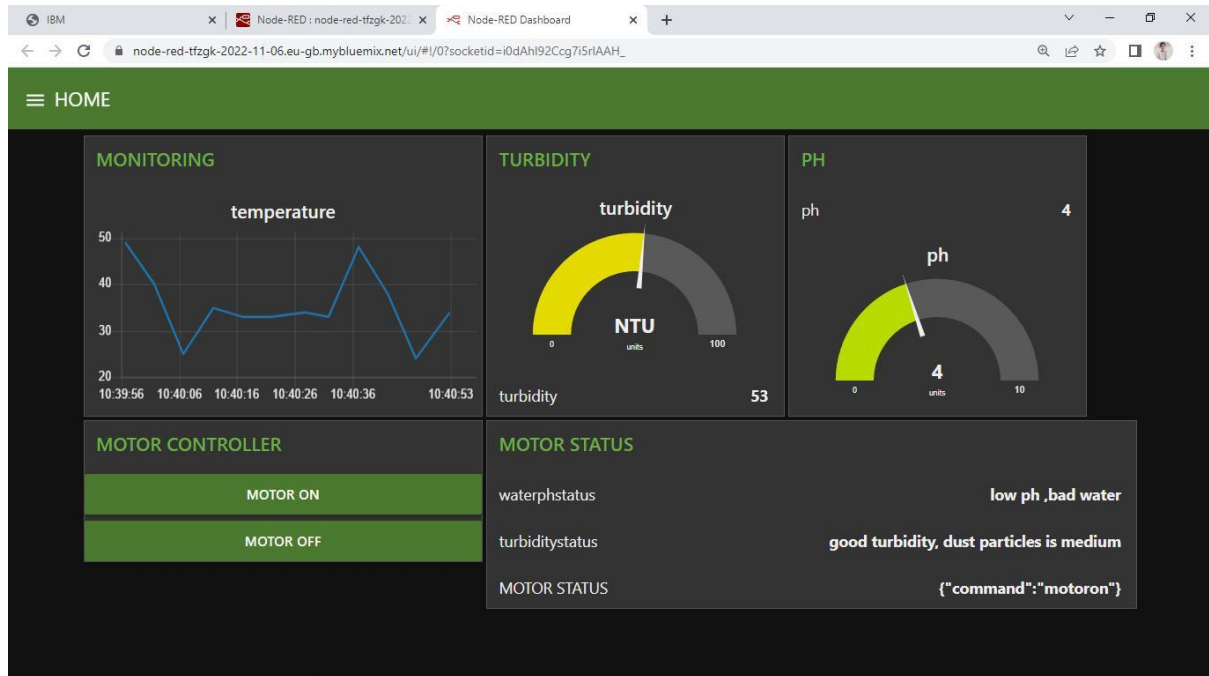 IBM
Node-RED : node-red-tfzgk-2022
Node-RED Dashboard
node-red-tfzgk-2022-11-06.eu-gb.mybluemix.net/ui/#!/0?socketid=i0dAhl92Ccg7i5rlAAH_
HOME
MONITORING
temperature
50
40
30
20
10:39:56 10:40:06 10:40:16 10:40:26 10:40:36 10:40:53
TURBIDITY
turbidity
NTU
0 units 100
turbidity 53
PH
ph 4
ph
4
0 units 10
MOTOR CONTROLLER
MOTOR ON
MOTOR OFF
MOTOR STATUS
waterphstatus low ph ,bad water
turbiditystatus good turbidity, dust particles is medium
MOTOR STATUS {"command":"motoron"}